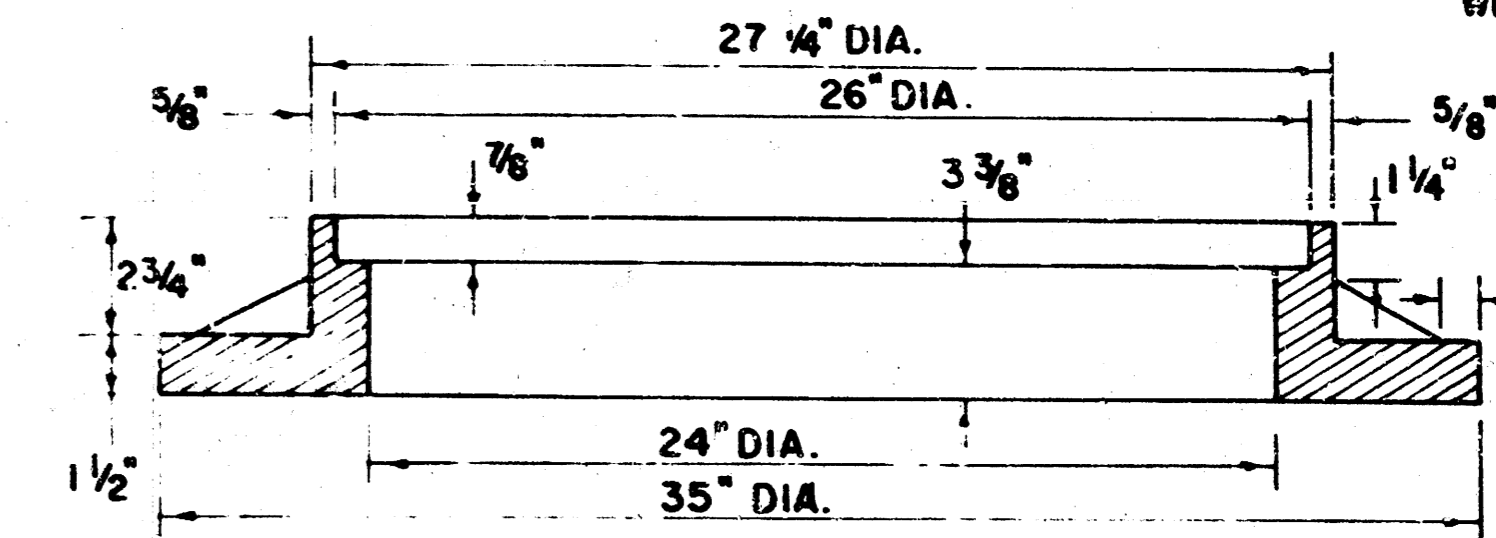 27 1/4" DIA.
26" DIA.
5/8"
5/8"
7/8"
3 3/8"
1 1/4"
2 3/4"
1 1/2"
24" DIA.
35" DIA.